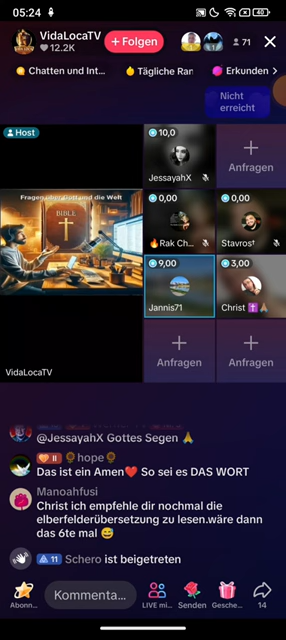 05:24
40
VidaLocaTV
12.2K
+ Folgen
1
71
Chatten und Int...
Tägliche Ran
Erkunden >
Nicht
erreicht
Host
10,0
JessayahX
Anfragen
Fragen über Gott und die Welt
BIBLE
0,00
Rak Ch...
0,00
Stavros†
9,00
Jannis71
3,00
Christ ✝️🙏
VidaLocaTV
Anfragen
Anfragen
@JessayahX Gottes Segen 🙏
II 🌻hope🌻
Das ist ein Amen❤️ So sei es DAS WORT
Manoahfusi
Christ ich empfehle dir nochmal die
elberfelderübersetzung zu lesen.wäre dann
das 6te mal 😅
11 Schero ist beigetreten
Abonn...
Kommenta...
LIVE mi...
Senden
Gesche...
14